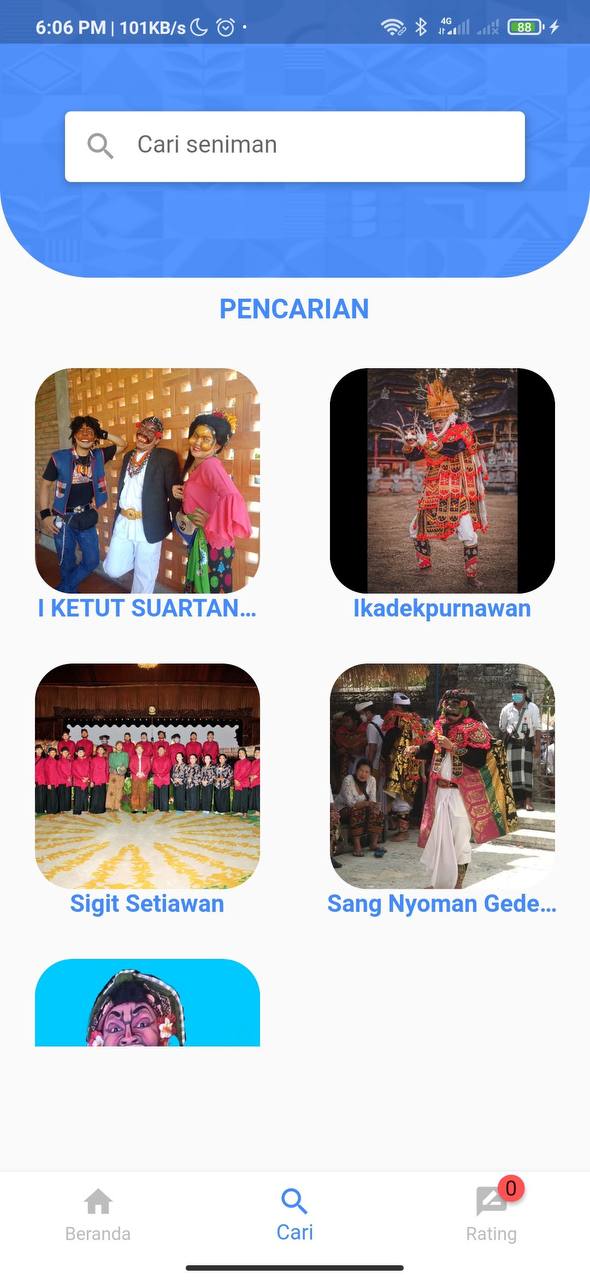 6:06 PM | 101KB/s
4G
88
Cari seniman
PENCARIAN
I KETUT SUARTAN...
Ikadekpurnawan
Sigit Setiawan
Sang Nyoman Gede...
0
Beranda
Cari
Rating